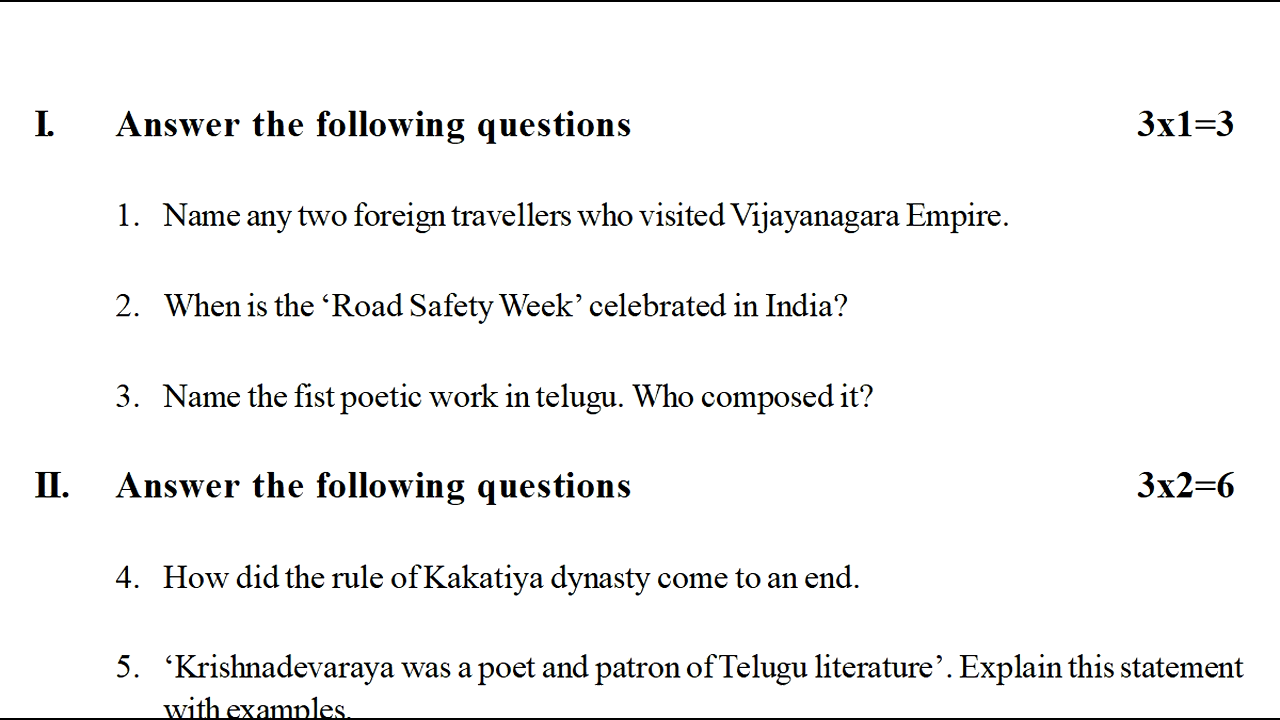 I. Answer the following questions 3x1=3
1. Name any two foreign travellers who visited Vijayanagara Empire.
2. When is the ‘Road Safety Week’ celebrated in India?
3. Name the fist poetic work in telugu. Who composed it?
II. Answer the following questions 3x2=6
4. How did the rule of Kakatiya dynasty come to an end.
5. ‘Krishnadevaraya was a poet and patron of Telugu literature’. Explain this statement
with examples.